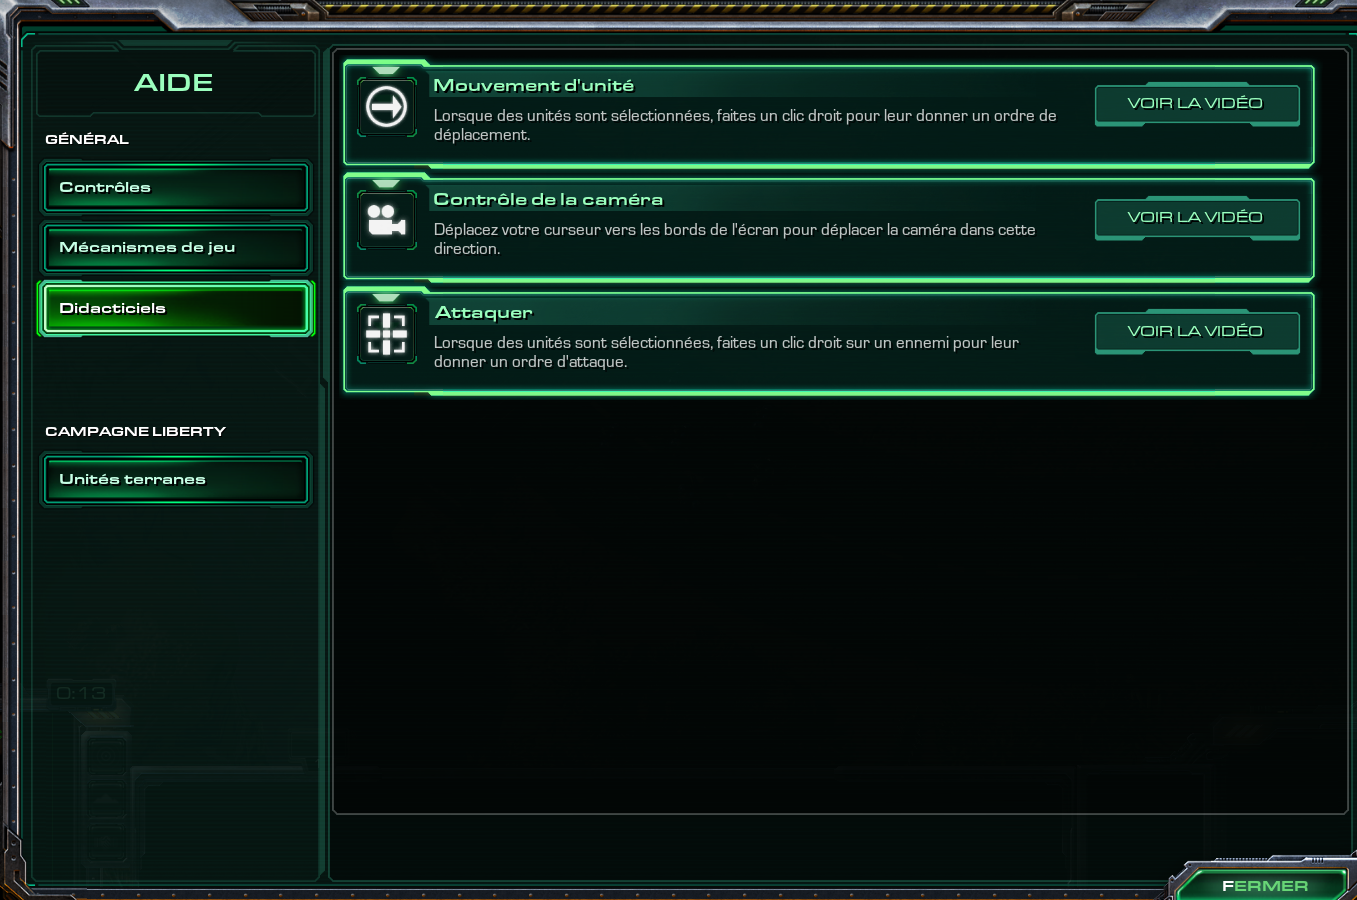 AIDE
GÉNÉRAL
Contrôles
Mécanismes de jeu
Didacticiels
CAMPAGNE LIBERTY
Unités terranes
0:13
Mouvement d'unité
Lorsque des unités sont sélectionnées, faites un clic droit pour leur donner un ordre de
déplacement.
VOIR LA VIDÉO
Contrôle de la caméra
Déplacez votre curseur vers les bords de l'écran pour déplacer la caméra dans cette
direction.
VOIR LA VIDÉO
Attaquer
Lorsque des unités sont sélectionnées, faites un clic droit sur un ennemi pour leur
donner un ordre d'attaque.
VOIR LA VIDÉO
FERMER